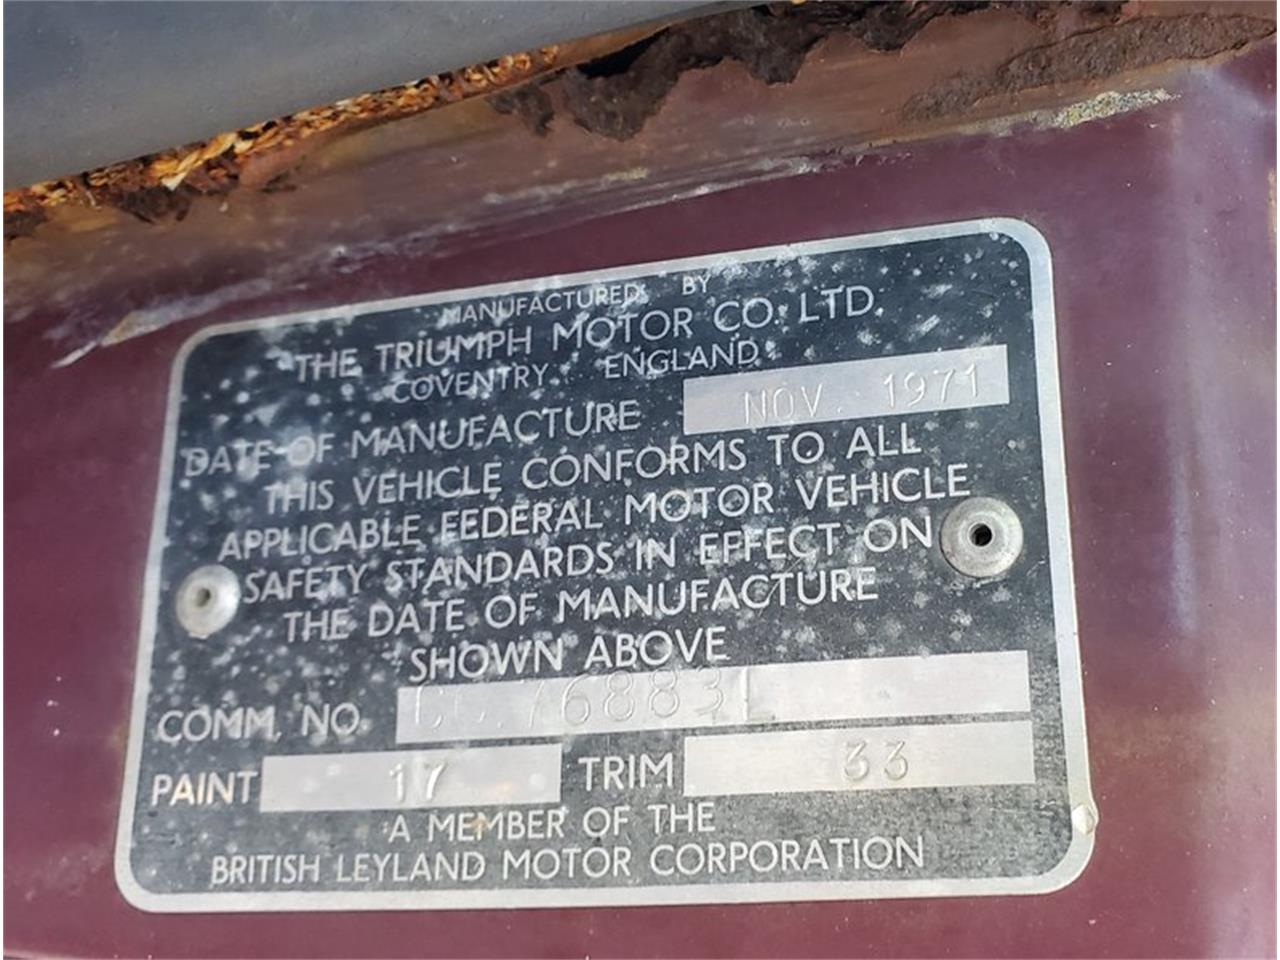 MANUFACTURED BY
THE TRIUMPH MOTOR CO. LTD.
COVENTRY. ENGLAND.
DATE OF MANUFACTURE NOV. 1971
THIS VEHICLE CONFORMS TO ALL
APPLICABLE FEDERAL MOTOR VEHICLE
SAFETY STANDARDS IN EFFECT ON
THE DATE OF MANUFACTURE
SHOWN ABOVE
COMM. NO. CC.76883L
PAINT 17 TRIM 33
A MEMBER OF THE
BRITISH LEYLAND MOTOR CORPORATION